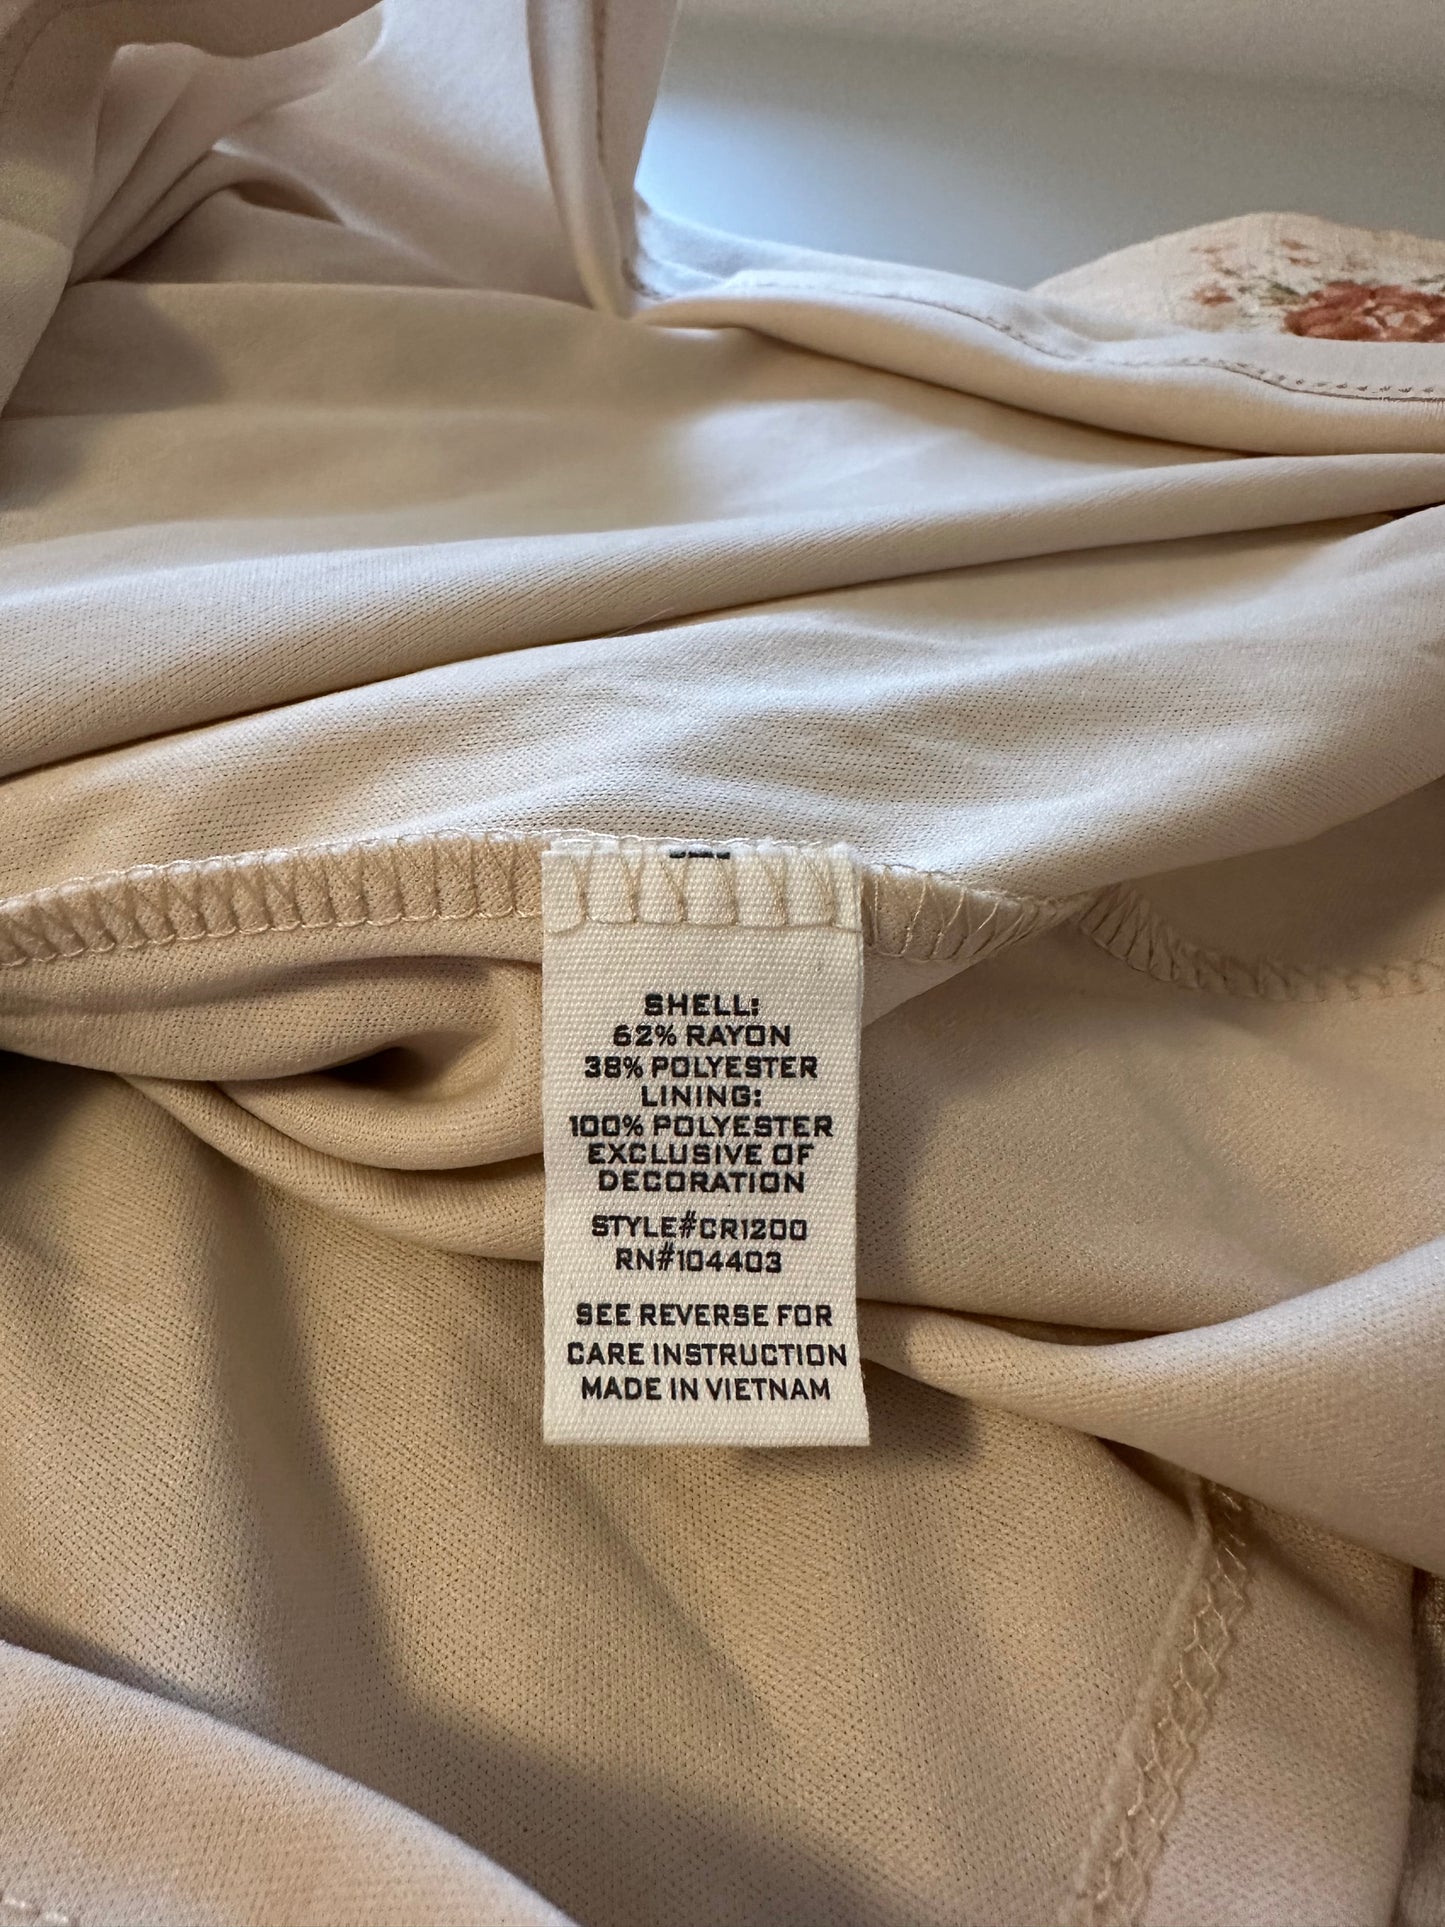 SHELL:
62% RAYON
38% POLYESTER
LINING:
100% POLYESTER
EXCLUSIVE OF
DECORATION
STYLE#CR1200
RN#104403
SEE REVERSE FOR
CARE INSTRUCTION
MADE IN VIETNAM